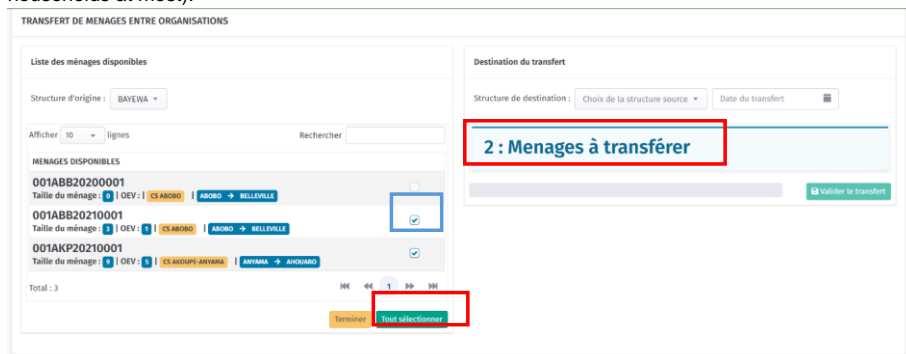 TRANSFERT DE MENAGES ENTRE ORGANISATIONS
Liste des ménages disponibles
Structure d'origine : BAYEWA
Afficher 10 lignes Rechercher
MENAGES DISPONIBLES
001ABB20200001
Taille du ménage : 0 | OEV : | CS ABOBO | ABOBO → BELLEVILLE
001ABB20210001
Taille du ménage : 3 | OEV : 1 | CS ABOBO | ABOBO → BELLEVILLE
001AKP20210001
Taille du ménage : 9 | OEV : 5 | CS AKOUPE-ANYAMA | ANYAMA → AHOUABO
Total : 3 1
Terminer Tout sélectionner
Destination du transfert
Structure de destination : Choix de la structure source Date du transfert
2 : Menages à transférer
Valider le transfert